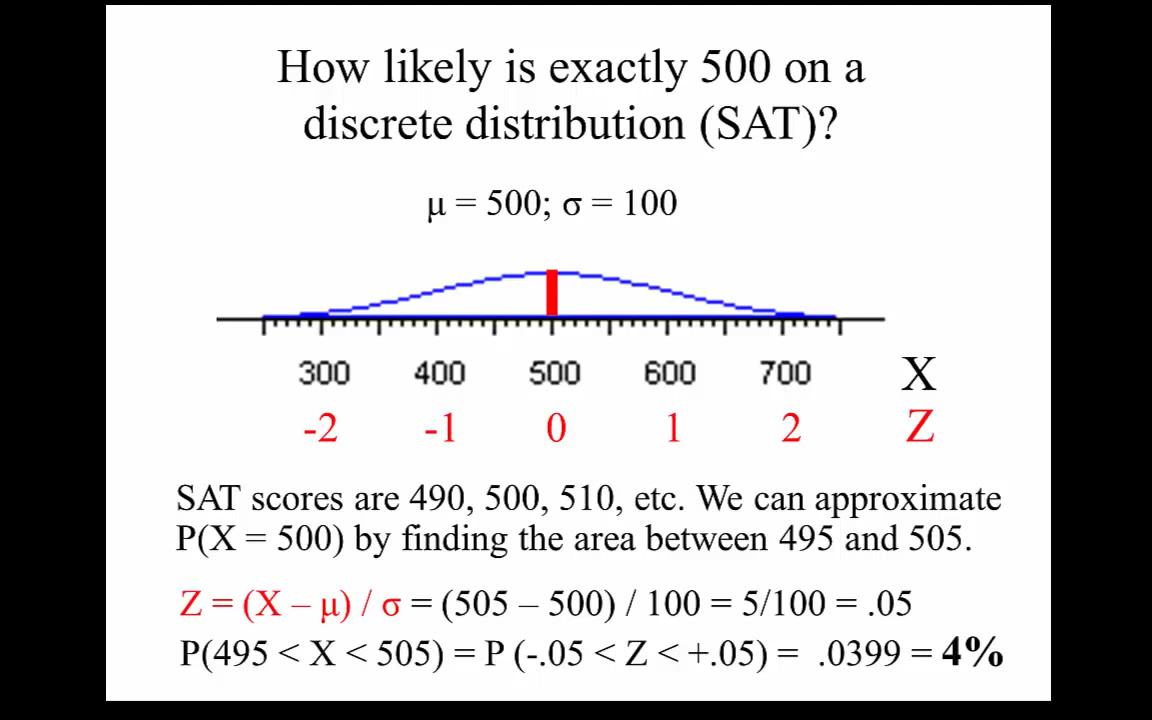 How likely is exactly 500 on a
discrete distribution (SAT)?
μ = 500; σ = 100
300 400 500 600 700 X
-2 -1 0 1 2 Z
SAT scores are 490, 500, 510, etc. We can approximate
P(X = 500) by finding the area between 495 and 505.
Z = (X – μ) / σ = (505 – 500) / 100 = 5/100 = .05
P(495 < X < 505) = P (-.05 < Z < +.05) = .0399 = 4%